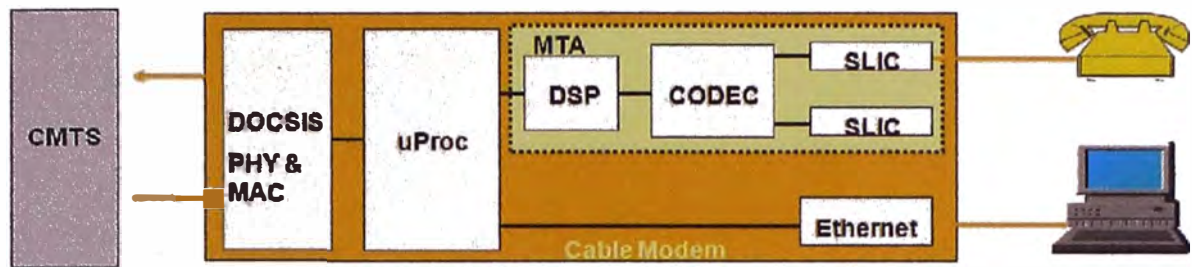 CMTS
DOCSIS
PHY &
MAC
uProc
MTA
DSP
CODEC
SLIC
SLIC
Ethernet
Cable Modem